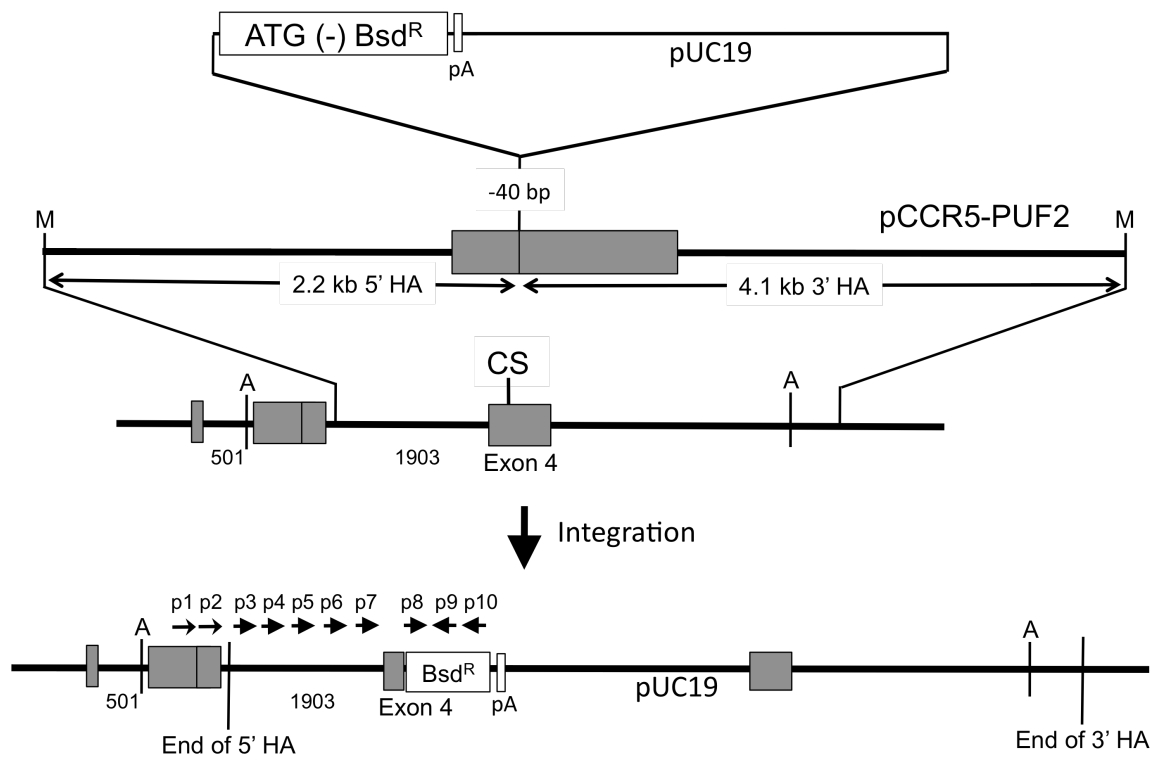 ATG (-) BsdR
pA
pUC19
-40 bp
pCCR5-PUF2
M
M
2.2 kb 5’ HA
4.1 kb 3’ HA
CS
A
A
501
1903
Exon 4
Integration
p1 p2 p3 p4 p5 p6 p7 p8 p9 p10
A
A
BsdR
501
1903
Exon 4
pA
pUC19
End of 5’ HA
End of 3’ HA